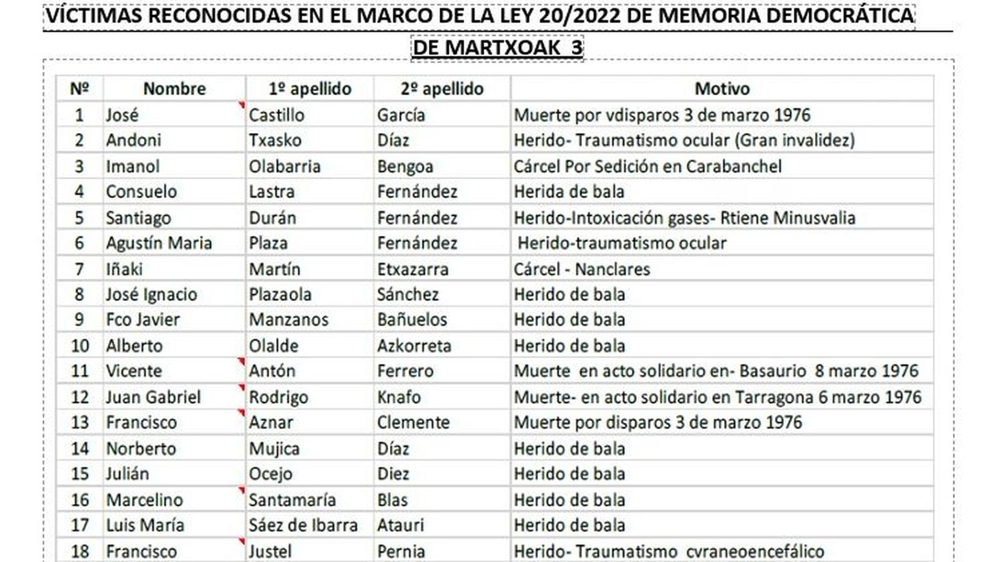 VÍCTIMAS RECONOCIDAS EN EL MARCO DE LA LEY 20/2022 DE MEMORIA DEMOCRÁTICA
DE MARTXOAK 3
Nº Nombre 1º apellido 2º apellido Motivo
1 José Castillo García Muerte por vdisparos 3 de marzo 1976
2 Andoni Txasko Díaz Herido- Traumatismo ocular (Gran invalidez)
3 Imanol Olabarria Bengoa Cárcel Por Sedición en Carabanchel
4 Consuelo Lastra Fernández Herida de bala
5 Santiago Durán Fernández Herido-Intoxicación gases- Rtiene Minusvalia
6 Agustín Maria Plaza Fernández Herido-traumatismo ocular
7 Iñaki Martín Etxazarra Cárcel - Nanclares
8 José Ignacio Plazaola Sánchez Herido de bala
9 Fco Javier Manzanos Bañuelos Herido de bala
10 Alberto Olalde Azkorreta Herido de bala
11 Vicente Antón Ferrero Muerte en acto solidario en- Basaurio 8 marzo 1976
12 Juan Gabriel Rodrigo Knafo Muerte- en acto solidario en Tarragona 6 marzo 1976
13 Francisco Aznar Clemente Muerte por disparos 3 de marzo 1976
14 Norberto Mujica Díaz Herido de bala
15 Julián Ocejo Diez Herido de bala
16 Marcelino Santamaría Blas Herido de bala
17 Luis María Sáez de Ibarra Atauri Herido de bala
18 Francisco Justel Pernia Herido- Traumatismo cvraneoencefálico